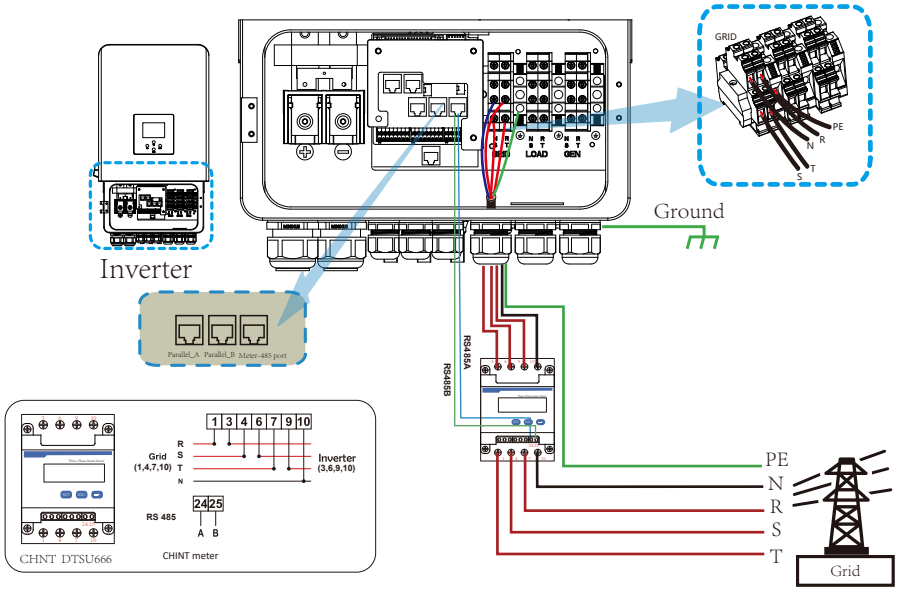 GRID
PE
R
N
T
S
N R N R
S T S T
LOAD GEN
Ground
Inverter
Parallel_A Parallel_B Meter-485 port
RS485A
RS485B
PE
N
R
S
T
Grid
1 3 4 6 7 9 10
R
S
T
N
Grid
(1,4,7,10)
Inverter
(3,6,9,10)
RS 485
24 25
A B
CHNT DTSU666
CHINT meter